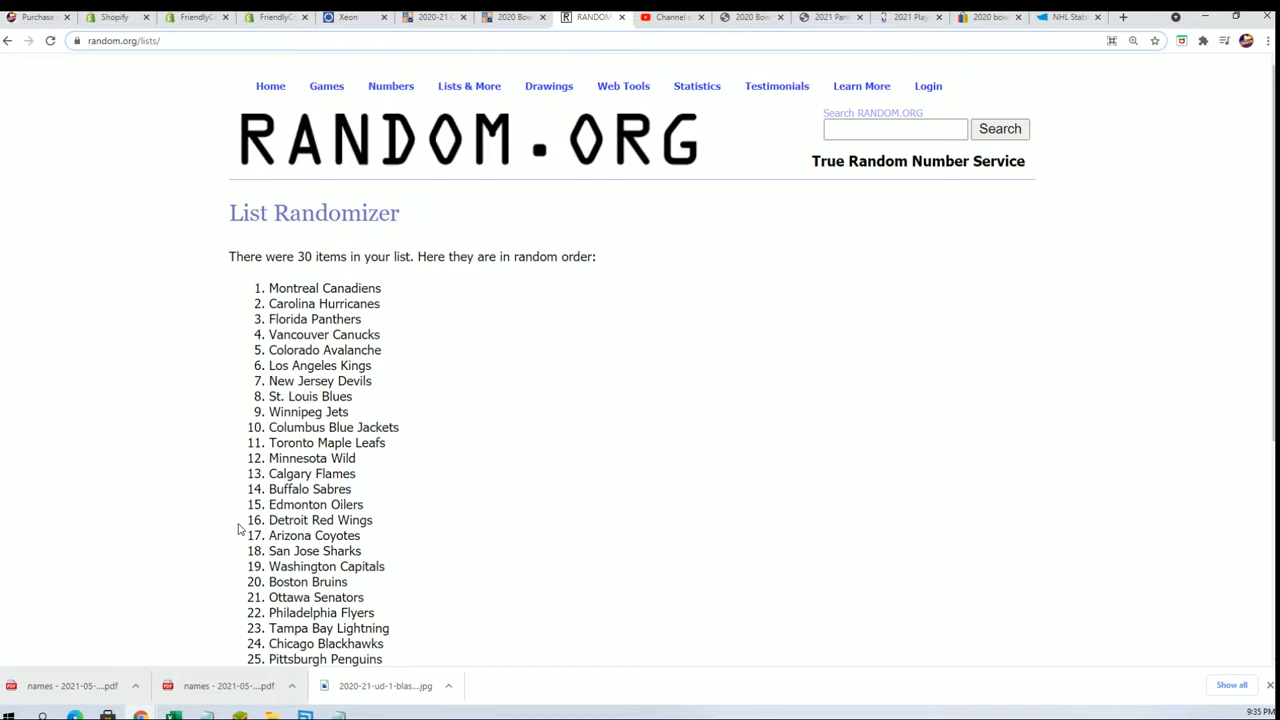 Purchase
Shopify
FriendlyC
FriendlyC
Xeon
2020-21 C
2020 Bow
RANDOM
Channel c
2020 Bow
2021 Pan
2021 Play
2020 bow
NHL Stats
random.org/lists/
Home Games Numbers Lists & More Drawings Web Tools Statistics Testimonials Learn More Login
RANDOM.ORG
Search RANDOM.ORG
Search
True Random Number Service
List Randomizer
There were 30 items in your list. Here they are in random order:
1. Montreal Canadiens
2. Carolina Hurricanes
3. Florida Panthers
4. Vancouver Canucks
5. Colorado Avalanche
6. Los Angeles Kings
7. New Jersey Devils
8. St. Louis Blues
9. Winnipeg Jets
10. Columbus Blue Jackets
11. Toronto Maple Leafs
12. Minnesota Wild
13. Calgary Flames
14. Buffalo Sabres
15. Edmonton Oilers
16. Detroit Red Wings
17. Arizona Coyotes
18. San Jose Sharks
19. Washington Capitals
20. Boston Bruins
21. Ottawa Senators
22. Philadelphia Flyers
23. Tampa Bay Lightning
24. Chicago Blackhawks
25. Pittsburgh Penguins
names - 2021-05-....pdf
names - 2021-05-....pdf
2020-21-ud-1-blas....jpg
Show all
9:35 PM